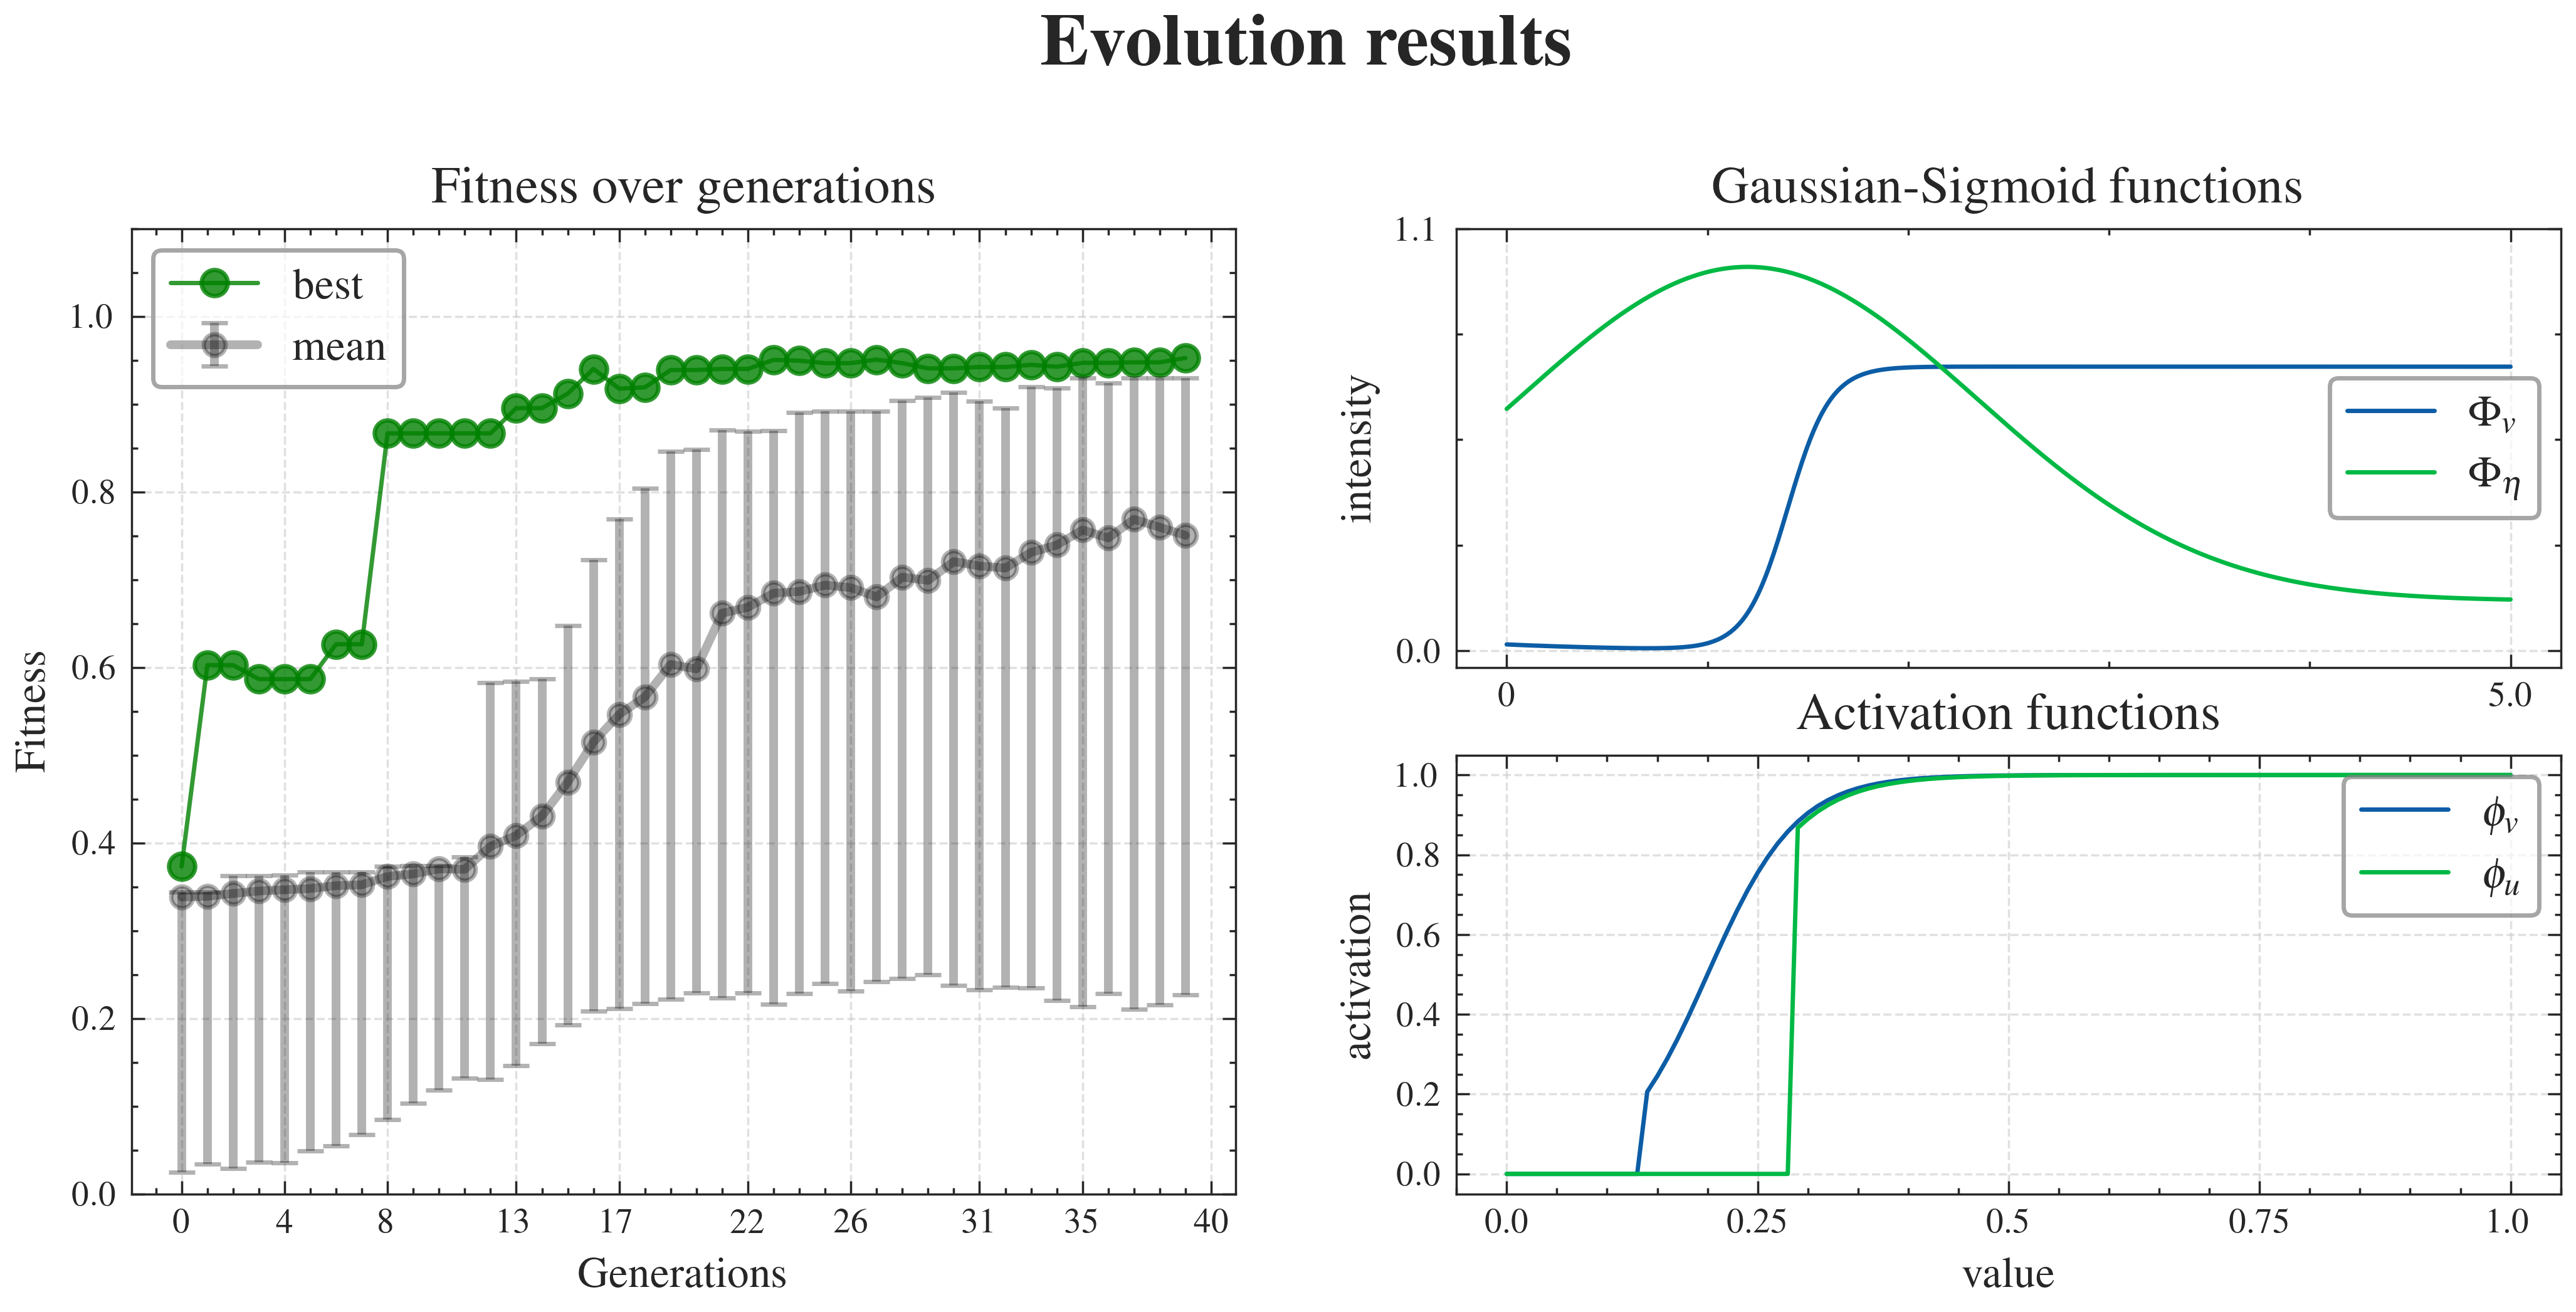 Evolution results
Fitness over generations
best
mean
1.0
0.8
0.6
0.4
0.2
0.0
Fitness
0 4 8 13 17 22 26 31 35 40
Generations
Gaussian-Sigmoid functions
1.1
0.0
intensity
Φᵥ
Φη
0 5.0
Activation functions
1.0
0.8
0.6
0.4
0.2
0.0
activation
ϕᵥ
ϕᵤ
0.0 0.25 0.5 0.75 1.0
value